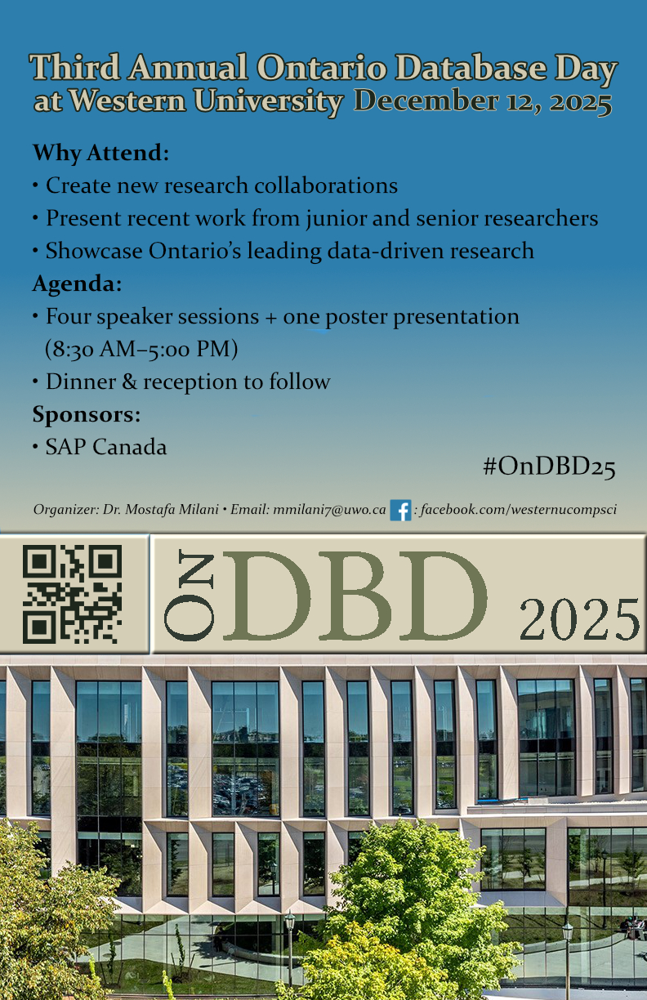 Third Annual Ontario Database Day
at Western University December 12, 2025
Why Attend:
• Create new research collaborations
• Present recent work from junior and senior researchers
• Showcase Ontario’s leading data-driven research
Agenda:
• Four speaker sessions + one poster presentation
(8:30 AM–5:00 PM)
• Dinner & reception to follow
Sponsors:
• SAP Canada
#OnDBD25
Organizer: Dr. Mostafa Milani • Email: mmilani7@uwo.ca f : facebook.com/westernucompsci
ON DBD 2025